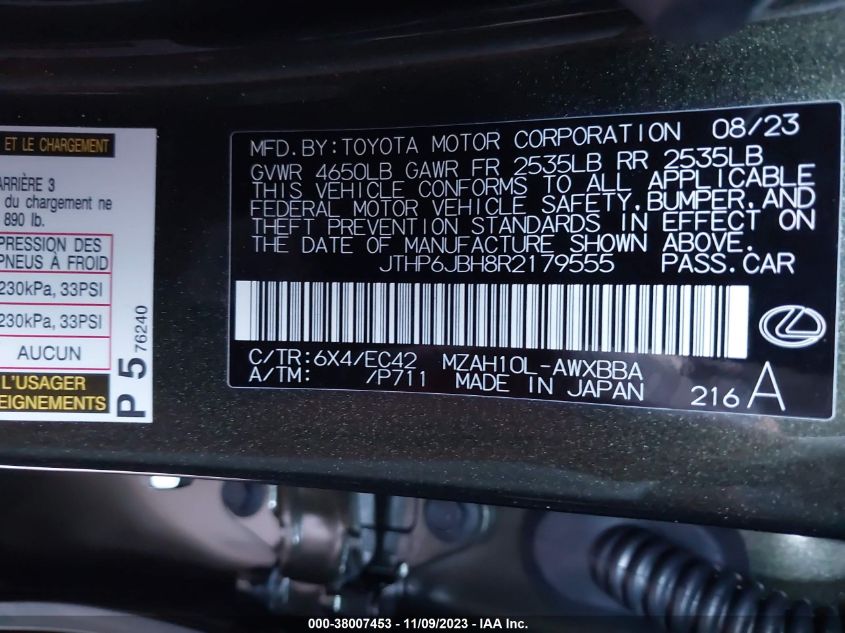 ET LE CHARGEMENT
ARRIÈRE 3
du chargement ne
890 lb.
PRESSION DES
PNEUS À FROID
230kPa, 33PSI
230kPa, 33PSI
AUCUN
L'USAGER
EIGNEMENTS
P 5 76240
MFD. BY: TOYOTA MOTOR CORPORATION 08/23
GVWR 4650LB GAWR FR 2535LB RR 2535LB
THIS VEHICLE CONFORMS TO ALL APPLICABLE
FEDERAL MOTOR VEHICLE SAFETY, BUMPER, AND
THEFT PREVENTION STANDARDS IN EFFECT ON
THE DATE OF MANUFACTURE SHOWN ABOVE.
JTHP6JBH8R2179555 PASS. CAR
C/TR: 6X4/EC42 MZAH10L-AWXBBA
A/TM: /P711 MADE IN JAPAN 216 A
000-38007453 - 11/09/2023 - IAA Inc.